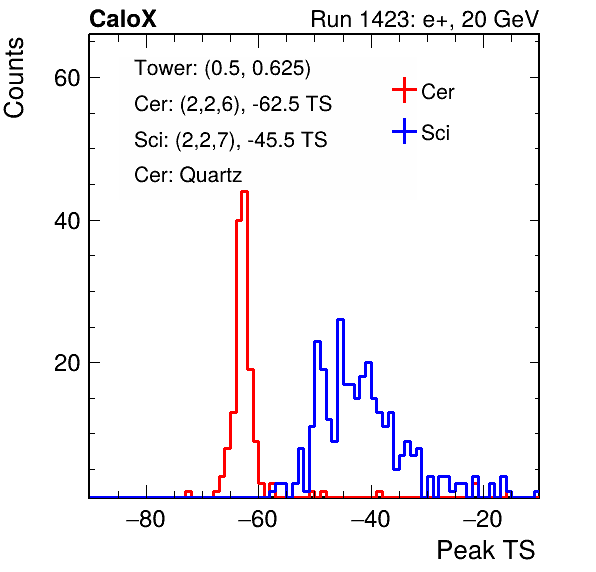 CaloX Run 1423: e+, 20 GeV
Counts
Tower: (0.5, 0.625)
Cer: (2,2,6), -62.5 TS
Sci: (2,2,7), -45.5 TS
Cer: Quartz
Cer
Sci
60
40
20
−80 −60 −40 −20
Peak TS